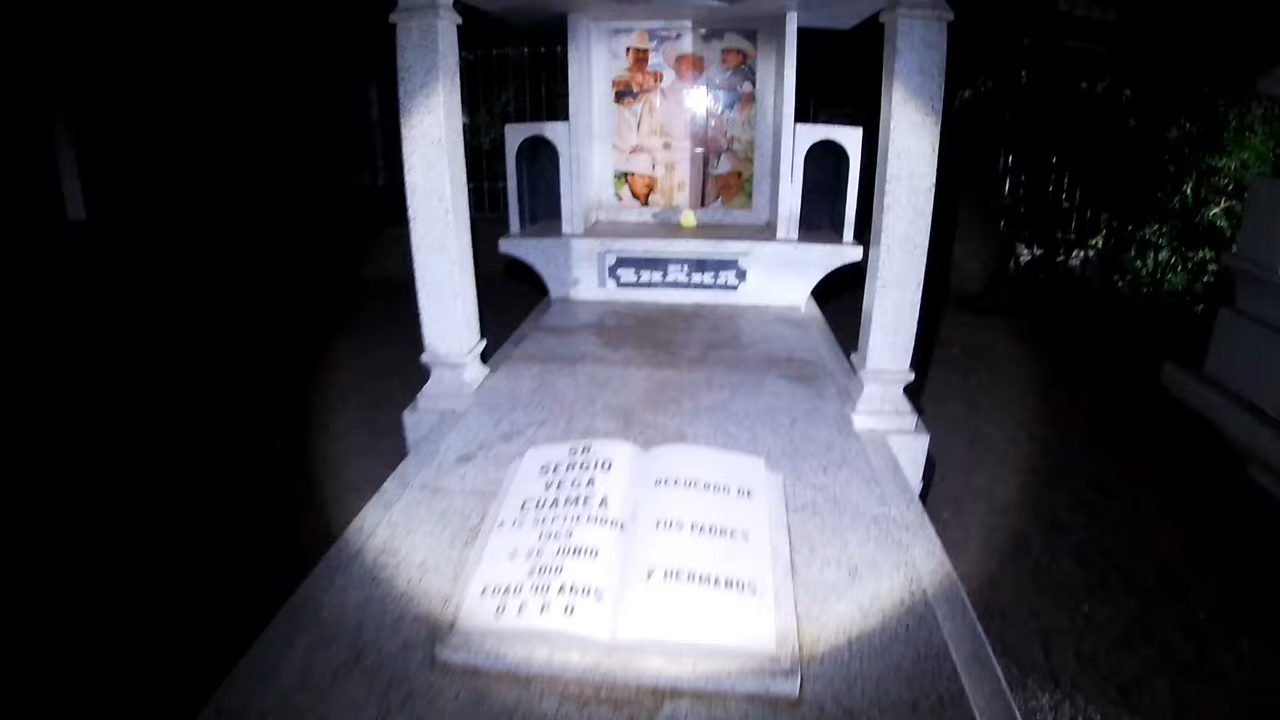 EL
SHAKA
SR
SERGIO
VEGA
CUAMEA
12 SEPTIEMBRE
1969
26 JUNIO
2010
EDAD 40 AÑOS
Q E P D
RECUERDO DE
TUS PADRES
Y HERMANOS.